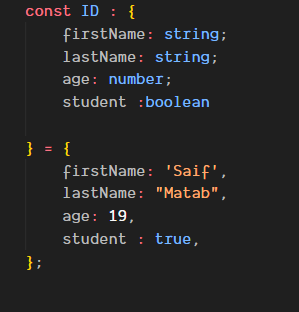 const ID : {
firstName: string;
lastName: string;
age: number;
student :boolean
} = {
firstName: 'Saif',
lastName: "Matab",
age: 19,
student : true,
};